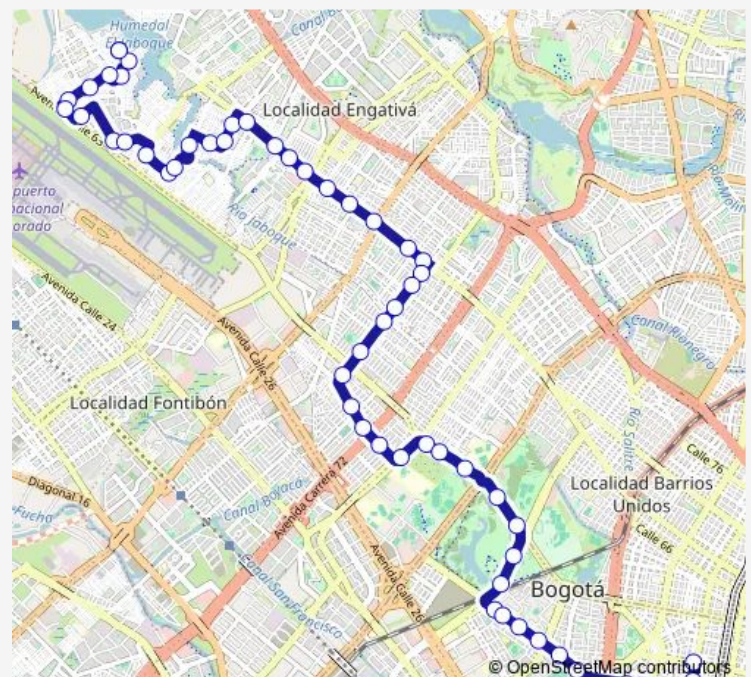 Humedal
El Jaboque
Canal B
Localidad Engativá
Avenida Calle 63
puerto
nacional
orado
Río Jaboque
Avenida Calle 24
Avenida Calle 26
Canal Rionegro
Localidad Fontibón
Río Salitre
Calle 76
Diagonal 16
Canal Boyacá
Avenida Carrera 72
Localidad Barrios
Unidos
Fucha
Calle 66
Avenida Calle 26
Canal San Francisco
Bogotá
© OpenStreetMap contributors